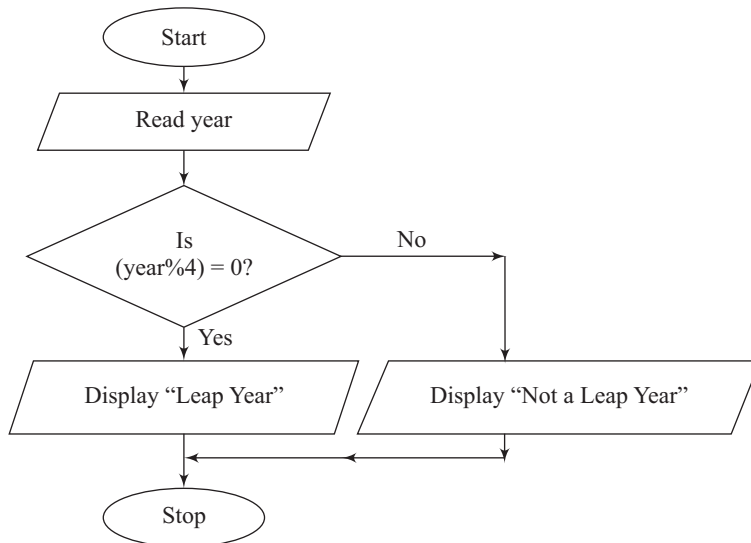 Start
Read year
Is
(year%4) = 0?
No
Yes
Display “Leap Year”
Display “Not a Leap Year”
Stop